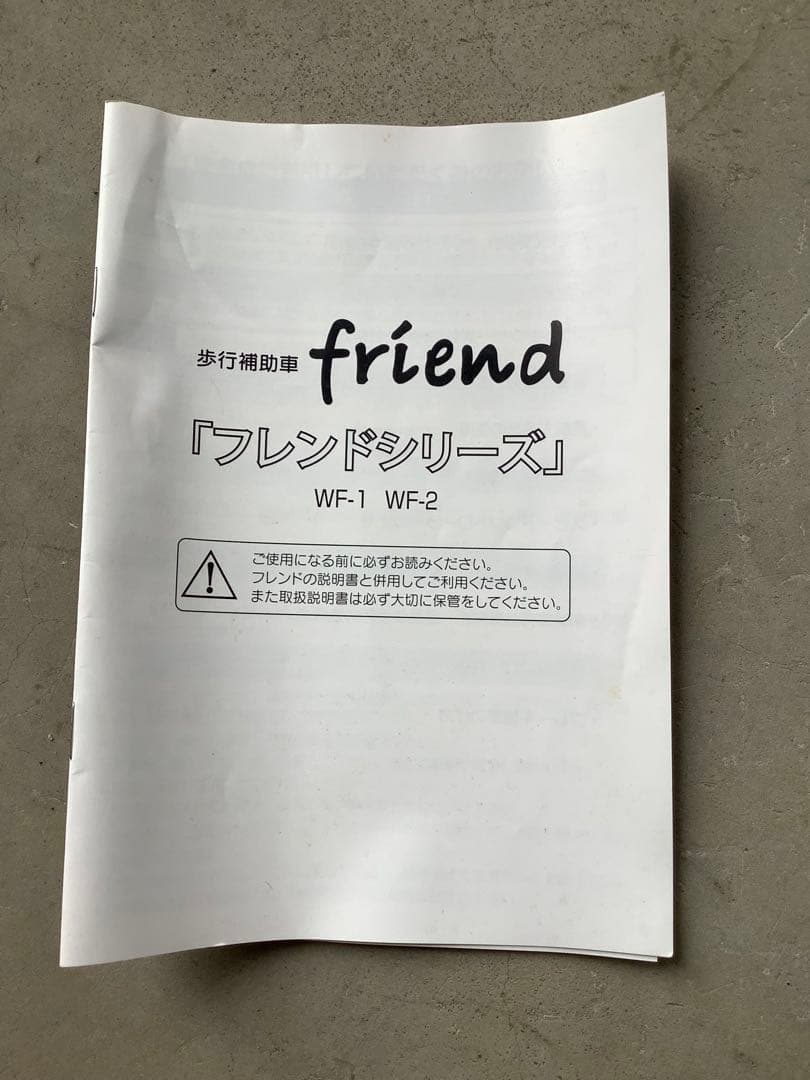 歩行補助車 friend
『フレンドシリーズ』
WF-1 WF-2
ご使用になる前に必ずお読みください。
フレンドの説明書と併用してご利用ください。
また取扱説明書は必ず大切に保管をしてください。